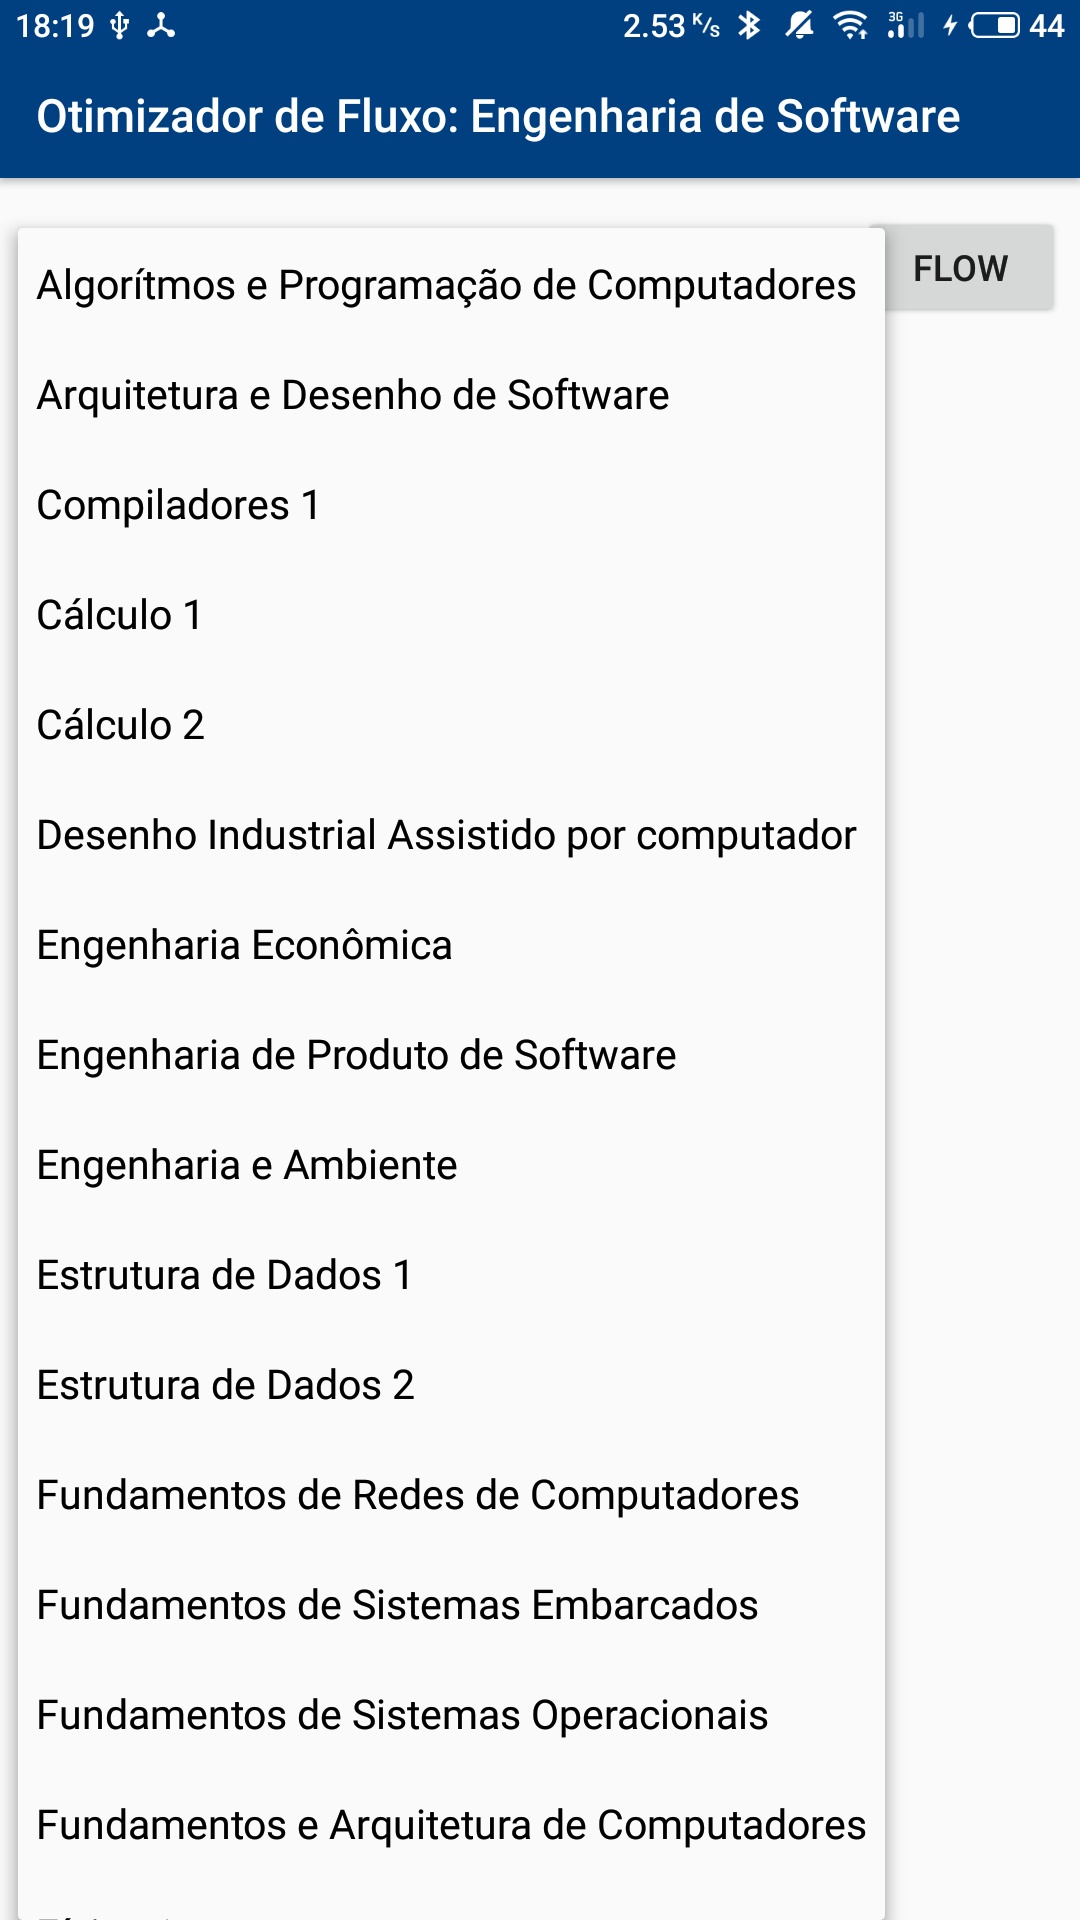 18:19 2.53 K/s 3G 44
Otimizador de Fluxo: Engenharia de Software
FLOW
Algorítmos e Programação de Computadores
Arquitetura e Desenho de Software
Compiladores 1
Cálculo 1
Cálculo 2
Desenho Industrial Assistido por computador
Engenharia Econômica
Engenharia de Produto de Software
Engenharia e Ambiente
Estrutura de Dados 1
Estrutura de Dados 2
Fundamentos de Redes de Computadores
Fundamentos de Sistemas Embarcados
Fundamentos de Sistemas Operacionais
Fundamentos e Arquitetura de Computadores